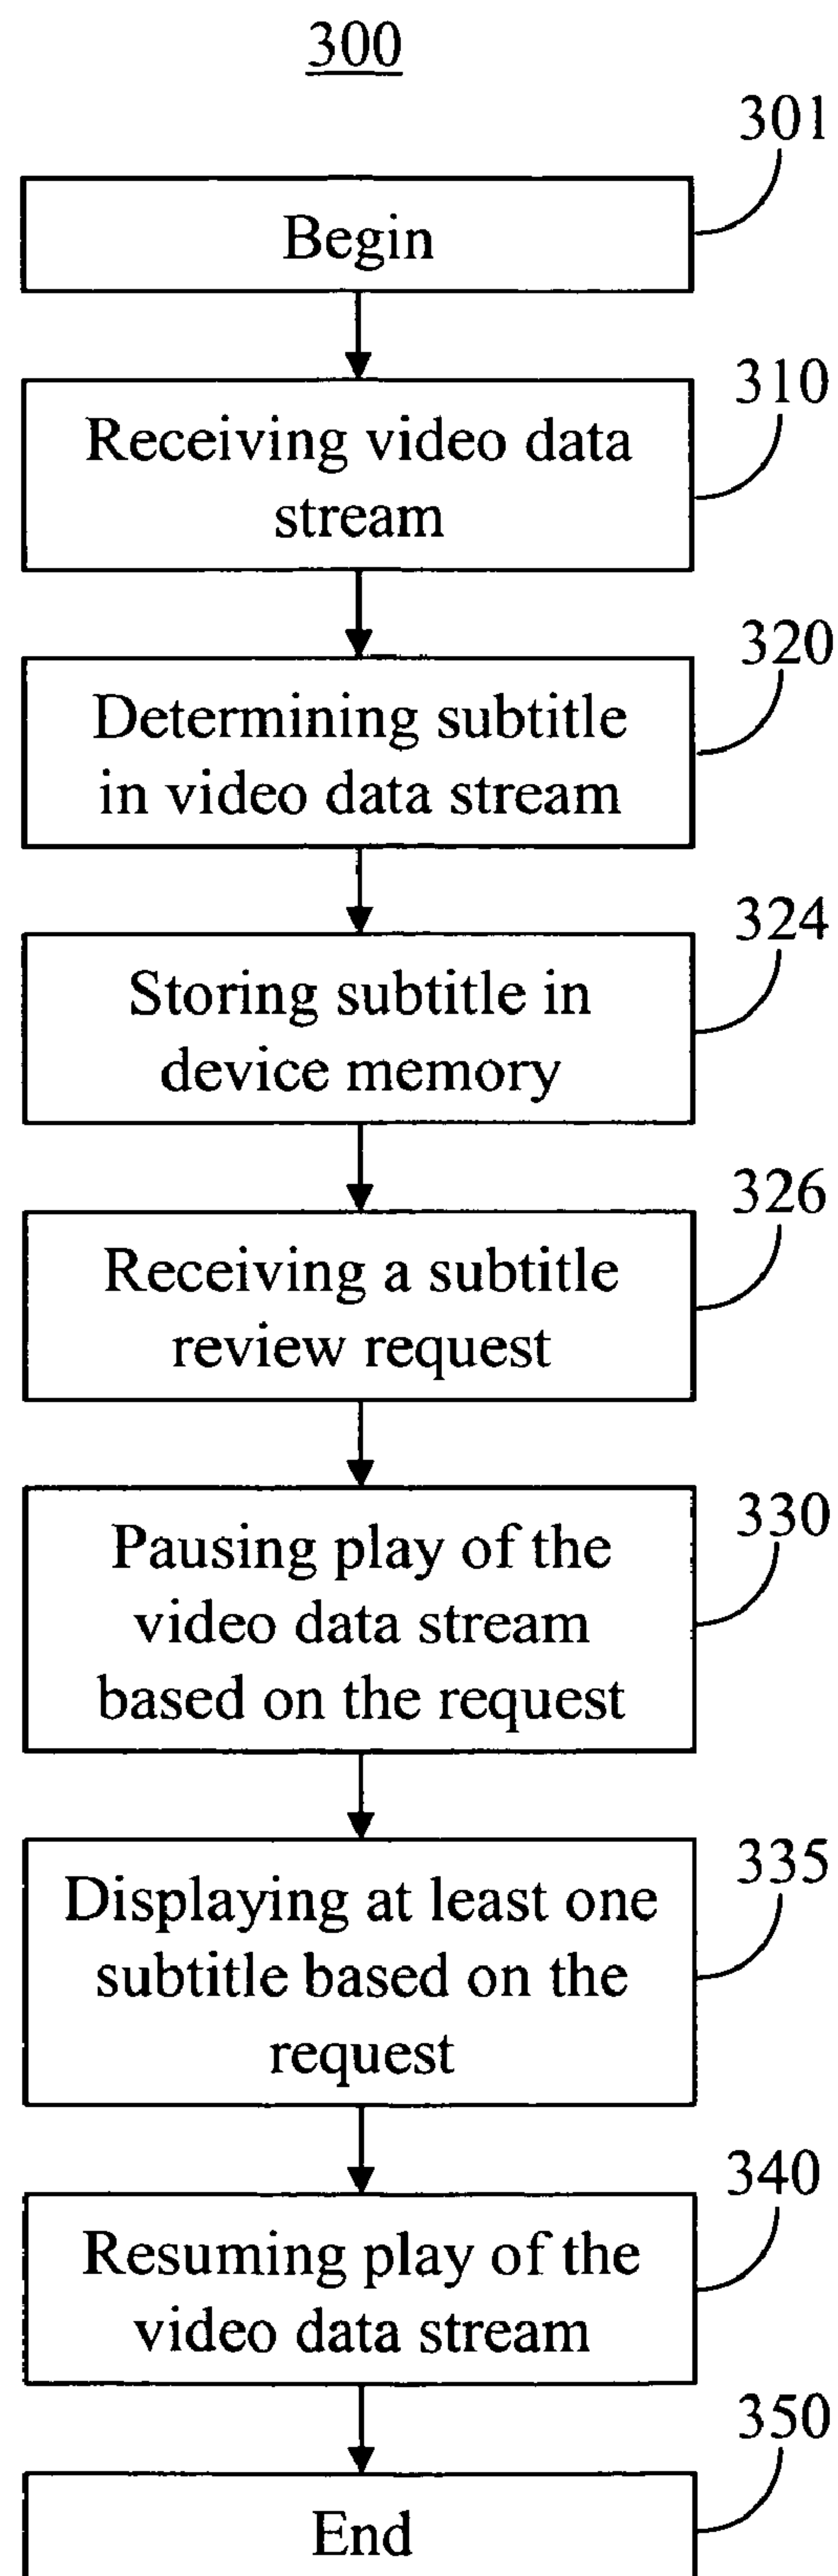 300
301
Begin
310
Receiving video data
stream
320
Determining subtitle
in video data stream
324
Storing subtitle in
device memory
326
Receiving a subtitle
review request
330
Pausing play of the
video data stream
based on the request
335
Displaying at least one
subtitle based on the
request
340
Resuming play of the
video data stream
350
End